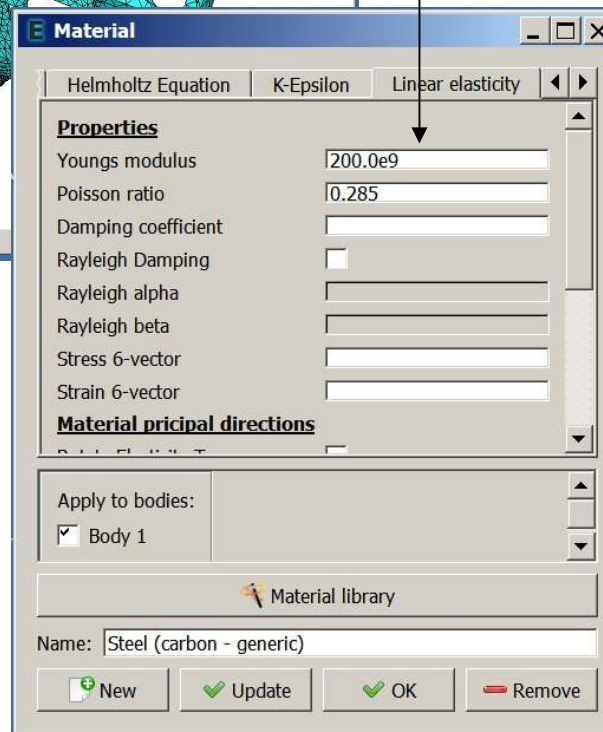 Material
Helmholtz Equation K-Epsilon Linear elasticity
Properties
Youngs modulus 200.0e9
Poisson ratio 0.285
Damping coefficient
Rayleigh Damping
Rayleigh alpha
Rayleigh beta
Stress 6-vector
Strain 6-vector
Material pricipal directions
Apply to bodies:
Body 1
Material library
Name: Steel (carbon - generic)
New Update OK Remove